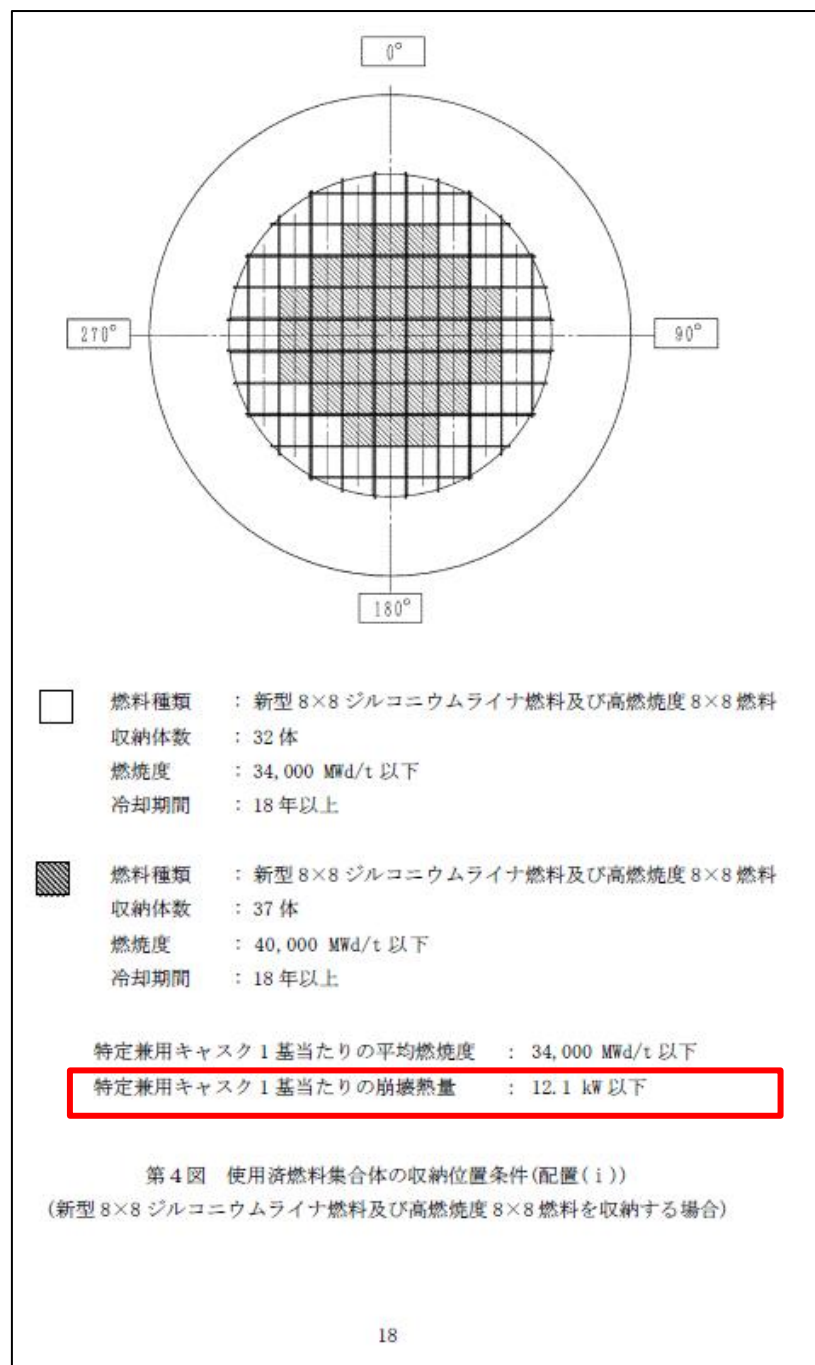 0°
270°
90°
180°
燃料種類 : 新型8×8ジルコニウムライナ燃料及び高燃焼度8×8燃料
収納体数 : 32体
燃焼度 : 34,000 MWd/t以下
冷却期間 : 18年以上
燃料種類 : 新型8×8ジルコニウムライナ燃料及び高燃焼度8×8燃料
収納体数 : 37体
燃焼度 : 40,000 MWd/t以下
冷却期間 : 18年以上
特定兼用キャスク1基当たりの平均燃焼度 : 34,000 MWd/t以下
特定兼用キャスク1基当たりの崩壊熱量 : 12.1 kW以下
第4図 使用済燃料集合体の収納位置条件(配置(i))
(新型8×8ジルコニウムライナ燃料及び高燃焼度8×8燃料を収納する場合)
18